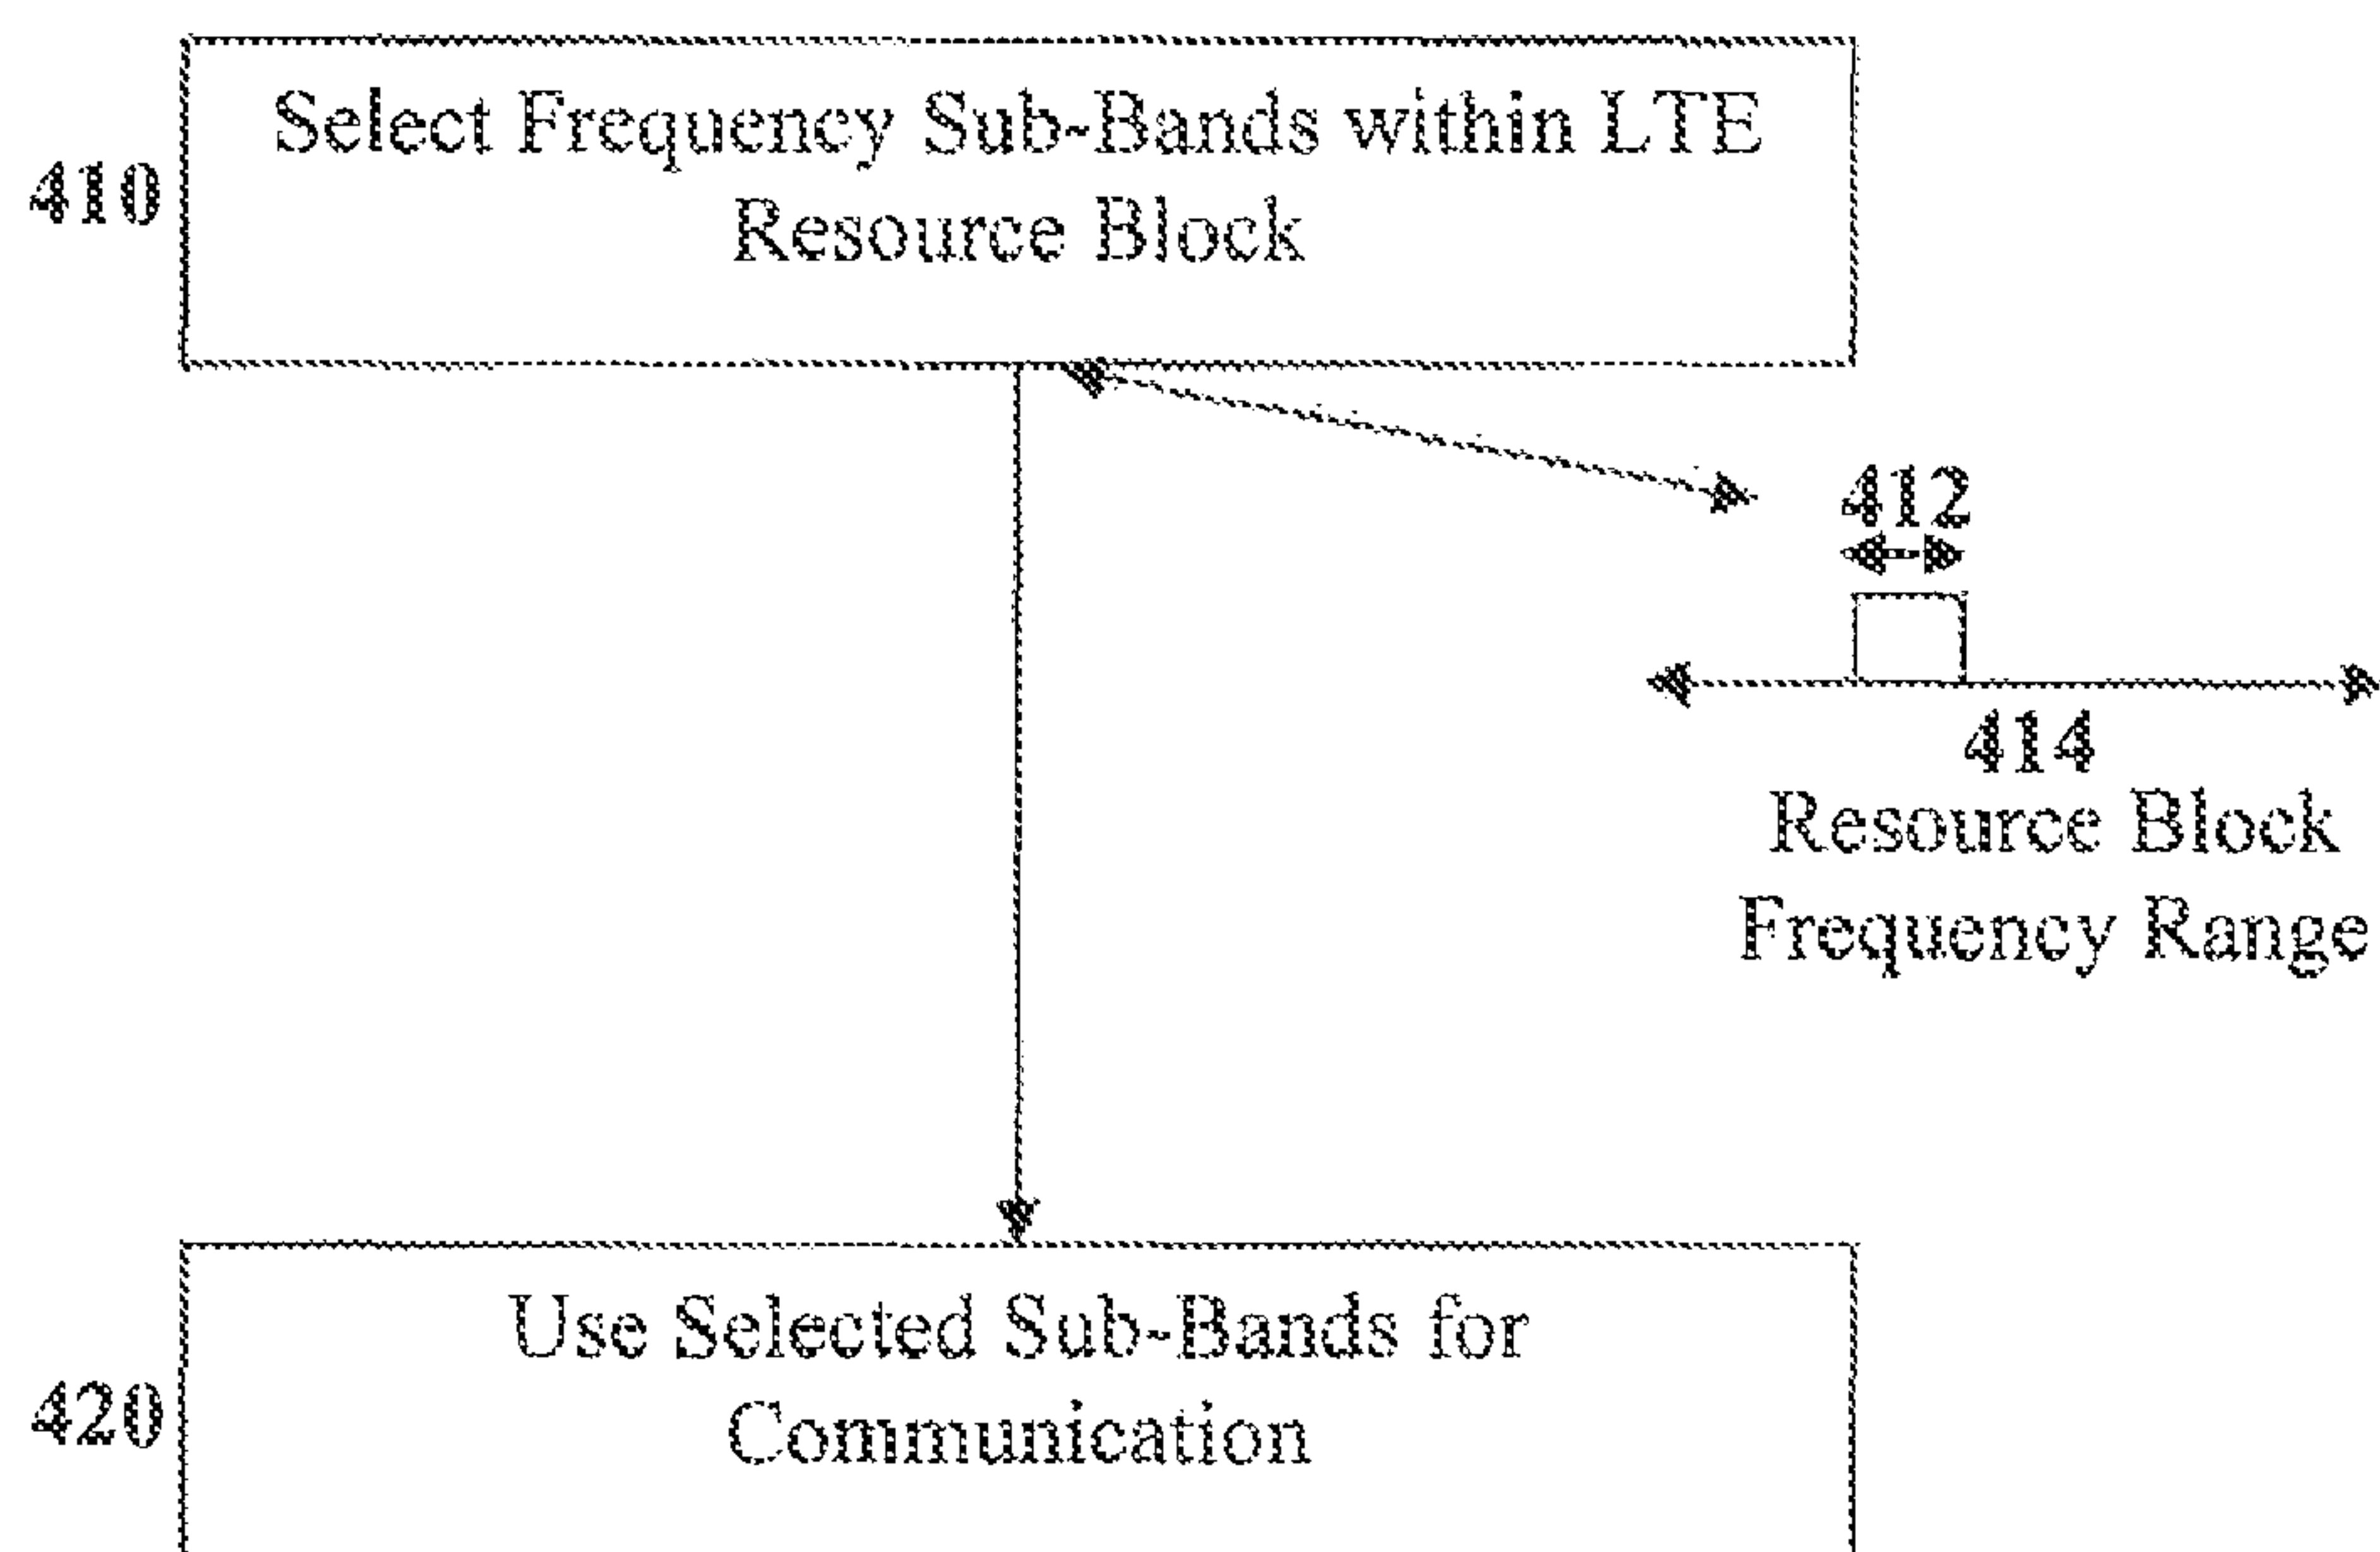 Select Frequency Sub-Bands within LTE
Resource Block
410
412
414
Resource Block
Frequency Range
Use Selected Sub-Bands for
Communication
420